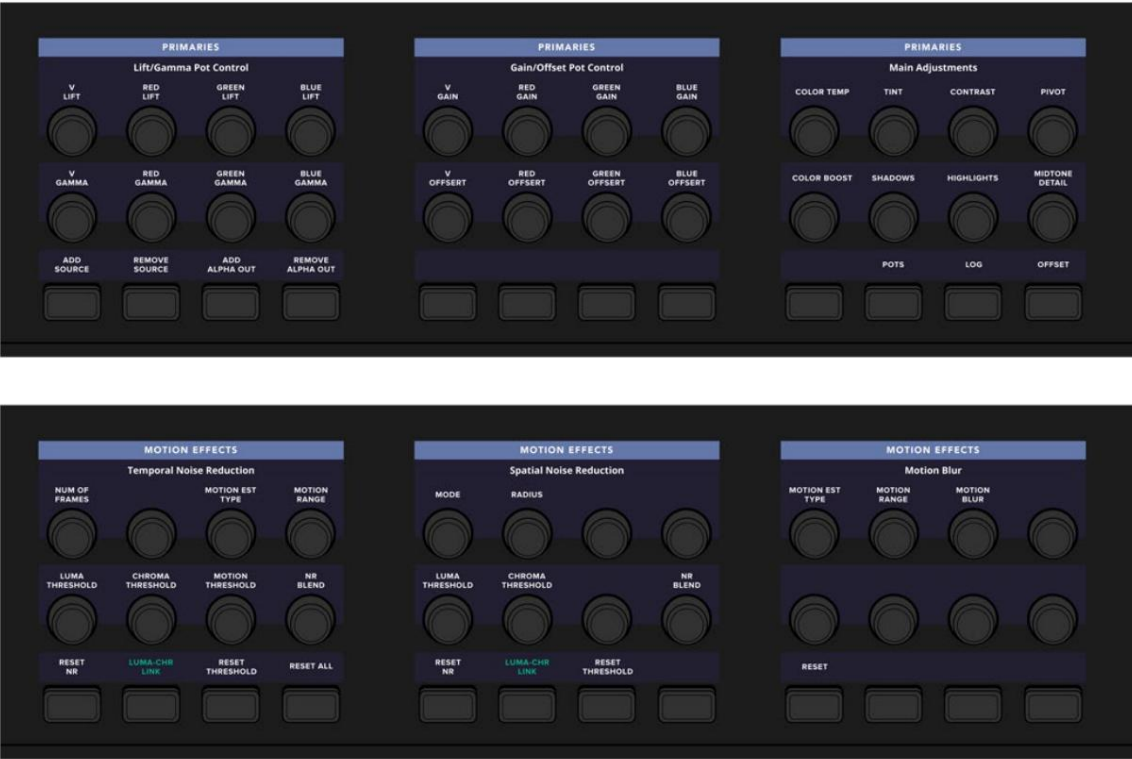 PRIMARIES
Lift/Gamma Pot Control
V LIFT
RED LIFT
GREEN LIFT
BLUE LIFT
V GAMMA
RED GAMMA
GREEN GAMMA
BLUE GAMMA
ADD SOURCE
REMOVE SOURCE
ADD ALPHA OUT
REMOVE ALPHA OUT
PRIMARIES
Gain/Offset Pot Control
V GAIN
RED GAIN
GREEN GAIN
BLUE GAIN
V OFFSERT
RED OFFSERT
GREEN OFFSERT
BLUE OFFSERT
PRIMARIES
Main Adjustments
COLOR TEMP
TINT
CONTRAST
PIVOT
COLOR BOOST
SHADOWS
HIGHLIGHTS
MIDTONE DETAIL
POTS
LOG
OFFSET
MOTION EFFECTS
Temporal Noise Reduction
NUM OF FRAMES
MOTION EST TYPE
MOTION RANGE
LUMA THRESHOLD
CHROMA THRESHOLD
MOTION THRESHOLD
NR BLEND
RESET NR
LUMA-CHR LINK
RESET THRESHOLD
RESET ALL
MOTION EFFECTS
Spatial Noise Reduction
MODE
RADIUS
LUMA THRESHOLD
CHROMA THRESHOLD
NR BLEND
RESET NR
LUMA-CHR LINK
RESET THRESHOLD
MOTION EFFECTS
Motion Blur
MOTION EST TYPE
MOTION RANGE
MOTION BLUR
RESET